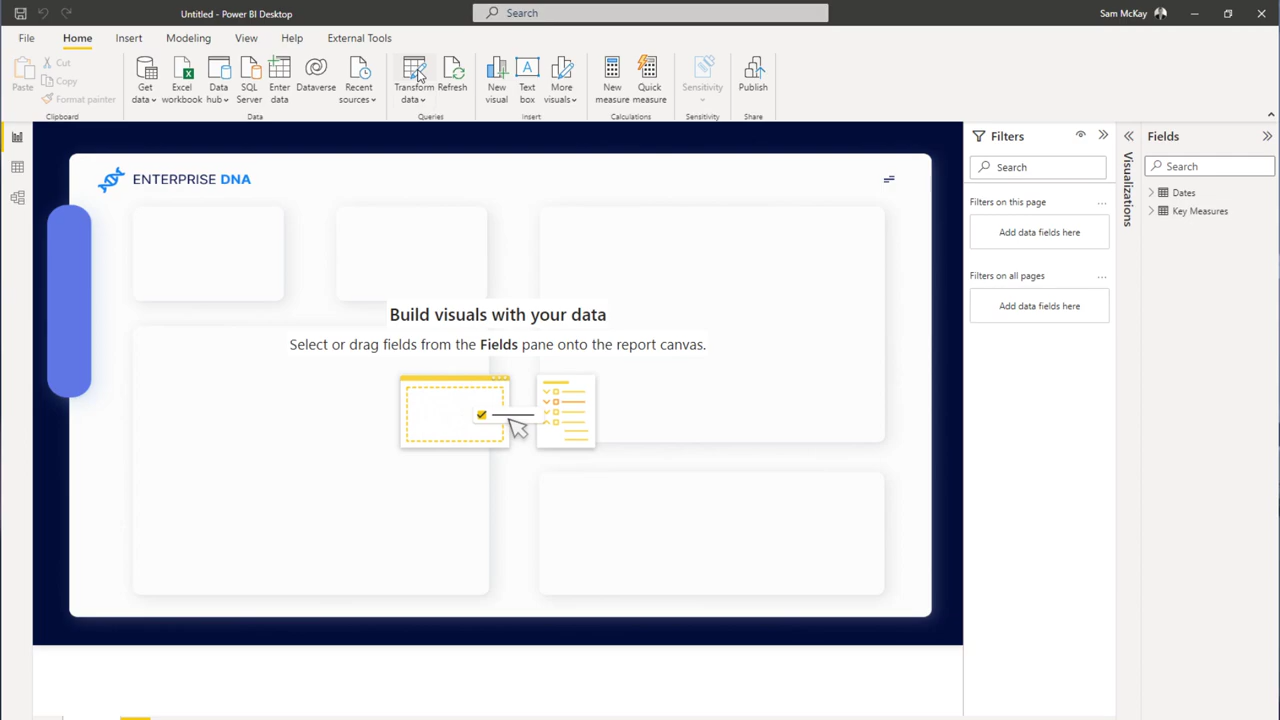 Untitled - Power BI Desktop
Search
Sam McKay
File Home Insert Modeling View Help External Tools
Paste
Cut
Copy
Format painter
Clipboard
Get data
Excel workbook
Data hub
SQL Server
Enter data
Dataverse
Recent sources
Data
Transform data
Refresh
Queries
New visual
Text box
More visuals
Insert
New measure
Quick measure
Calculations
Sensitivity
Sensitivity
Publish
Share
ENTERPRISE DNA
Build visuals with your data
Select or drag fields from the Fields pane onto the report canvas.
Filters
Search
Filters on this page
Add data fields here
Filters on all pages
Add data fields here
Visualizations
Fields
Search
Dates
Key Measures